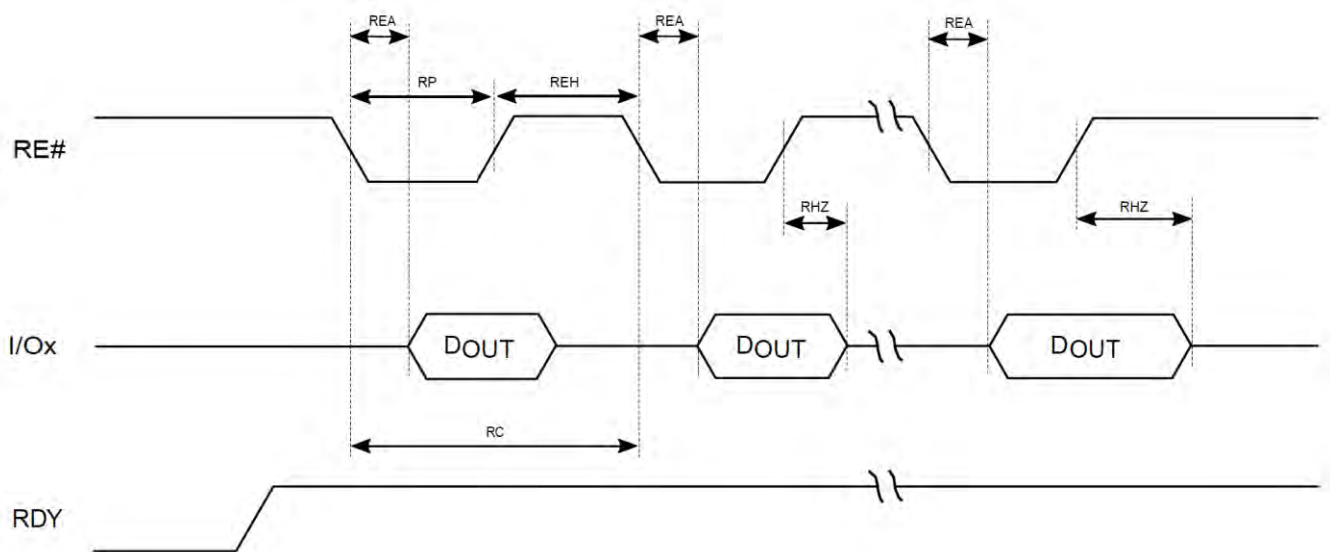 REA REA REA
RP REH
RE#
RHZ RHZ
I/Ox DOUT DOUT DOUT
RC
RDY